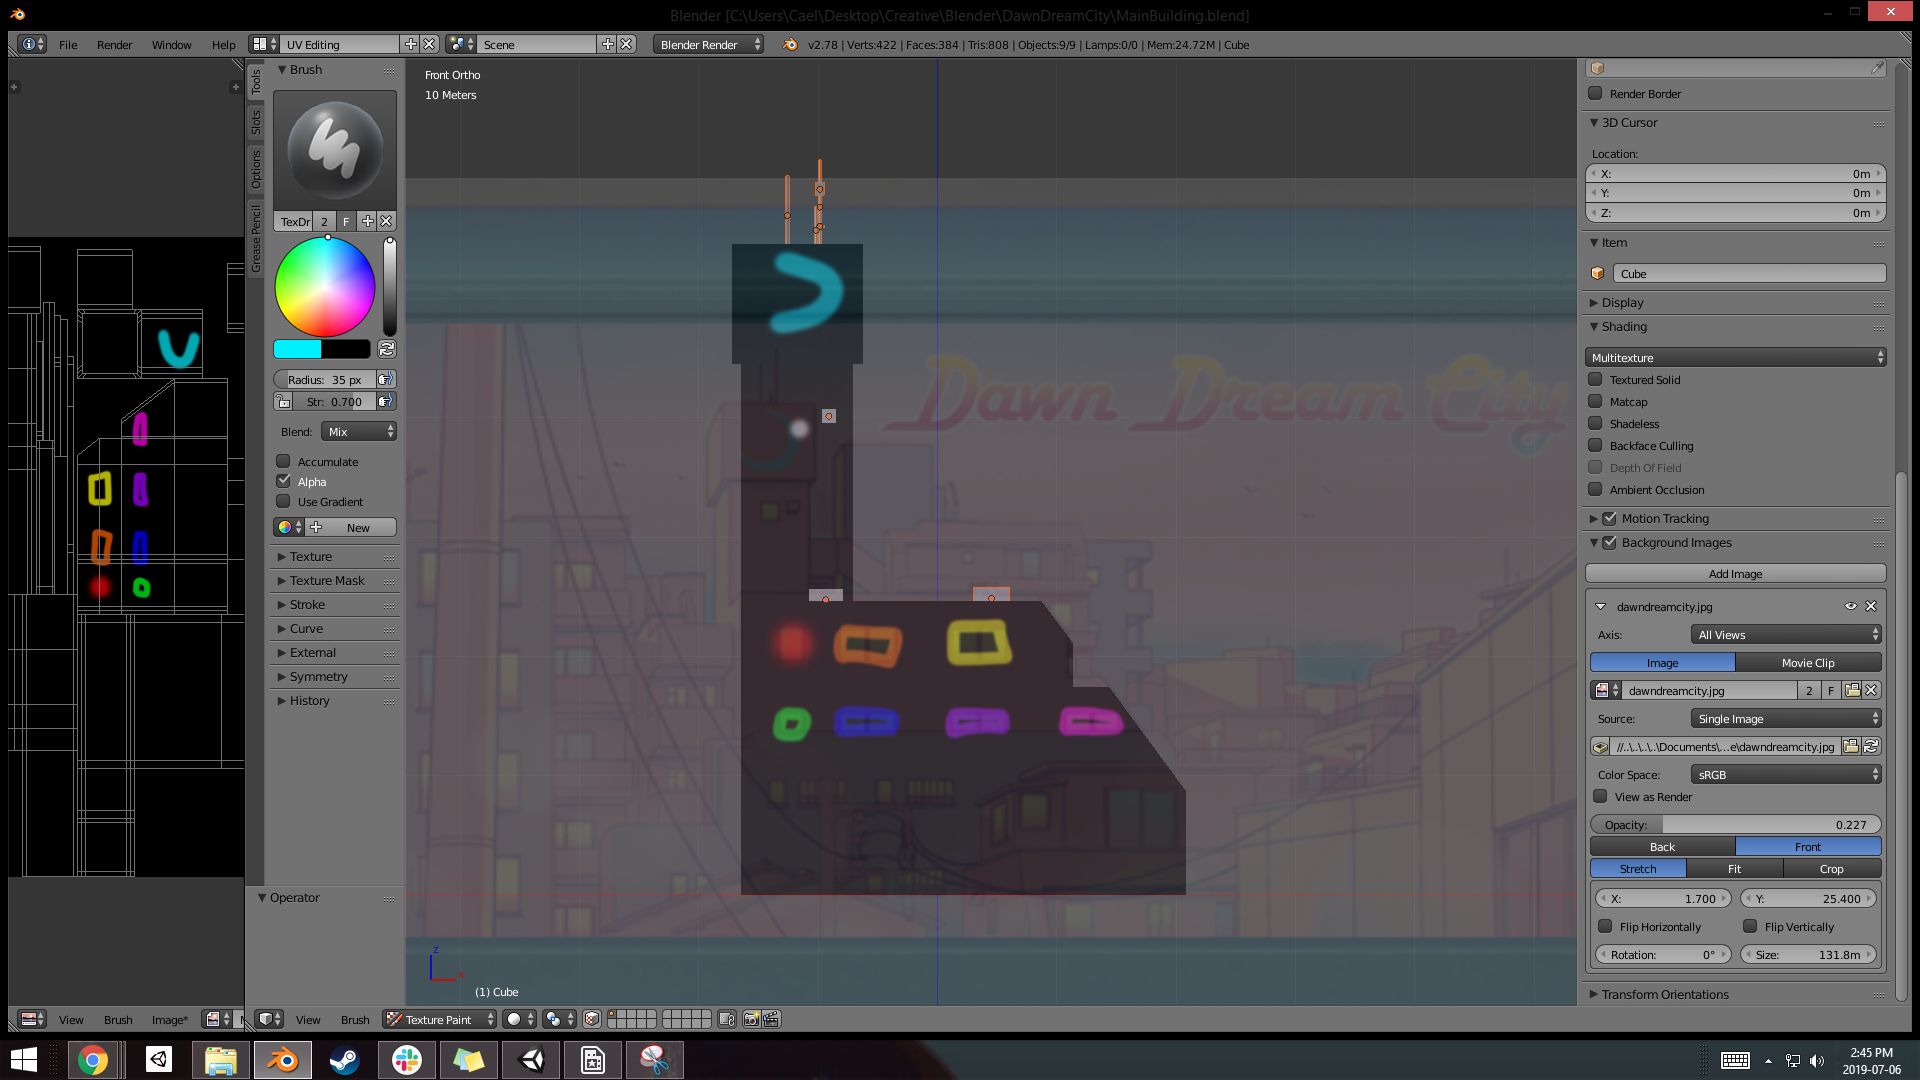 Blender [C:\Users\Cael\Desktop\Creative\Blender\DawnDreamCity\MainBuilding.blend]
File Render Window Help UV Editing Scene Blender Render v2.78 | Verts:422 | Faces:384 | Tris:808 | Objects:9/9 | Lamps:0/0 | Mem:24.72M | Cube
Tools
Slots
Options
Grease Pencil
Brush
TexDr 2 F
Radius: 35 px
Str: 0.700
Blend: Mix
Accumulate
Alpha
Use Gradient
New
Texture
Texture Mask
Stroke
Curve
External
Symmetry
History
Operator
Front Ortho
10 Meters
Dawn Dream City
z
x
(1) Cube
Render Border
3D Cursor
Location:
X: 0m
Y: 0m
Z: 0m
Item
Cube
Display
Shading
Multitexture
Textured Solid
Matcap
Shadeless
Backface Culling
Depth Of Field
Ambient Occlusion
Motion Tracking
Background Images
Add Image
dawndreamcity.jpg
Axis: All Views
Image Movie Clip
dawndreamcity.jpg 2 F
Source: Single Image
//..\..\..\..\Documents\...e\dawndreamcity.jpg
Color Space: sRGB
View as Render
Opacity: 0.227
Back Front
Stretch Fit Crop
X: 1.700 Y: 25.400
Flip Horizontally Flip Vertically
Rotation: 0° Size: 131.8m
Transform Orientations
View Brush Image* View Brush Texture Paint
2:45 PM
2019-07-06